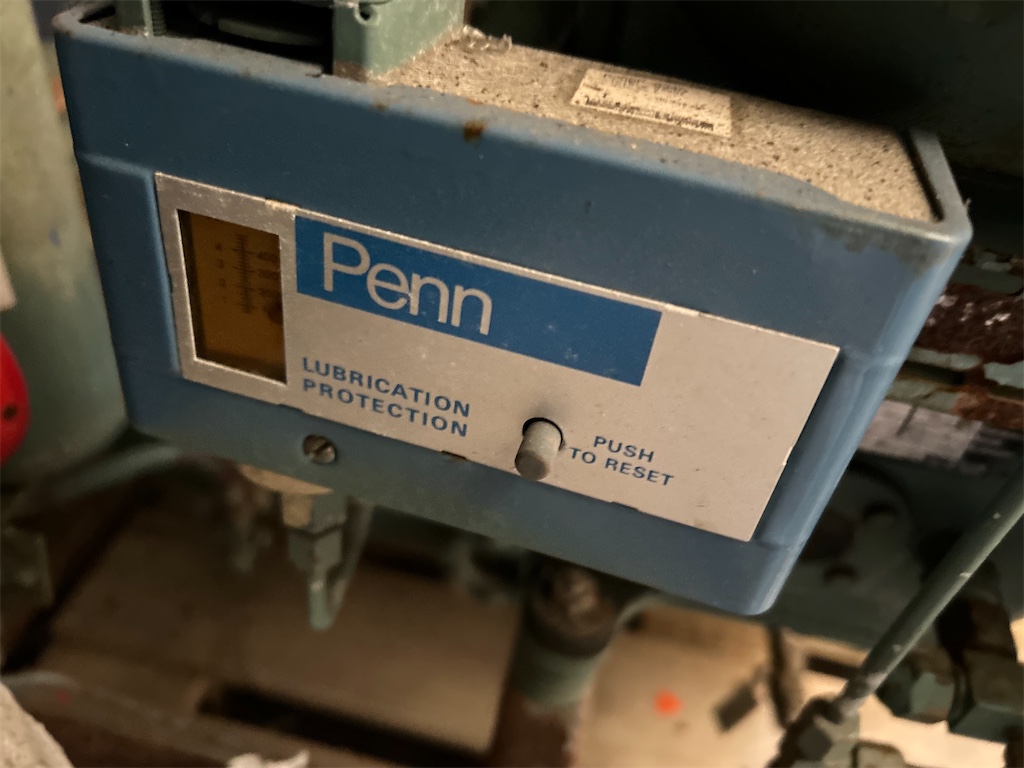 Penn
LUBRICATION
PROTECTION
PUSH
TO RESET